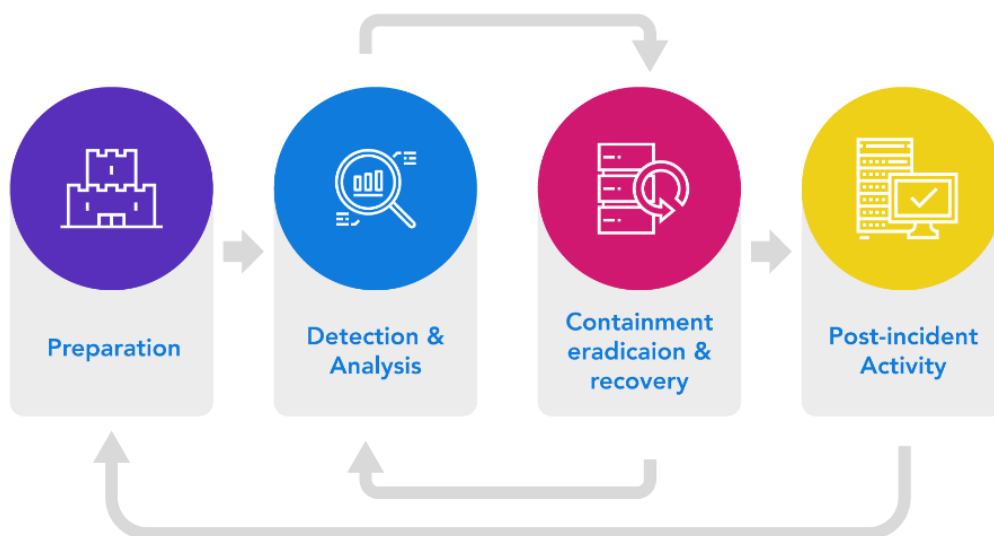 Preparation
Detection &
Analysis
Containment
eradicaion &
recovery
Post-incident
Activity